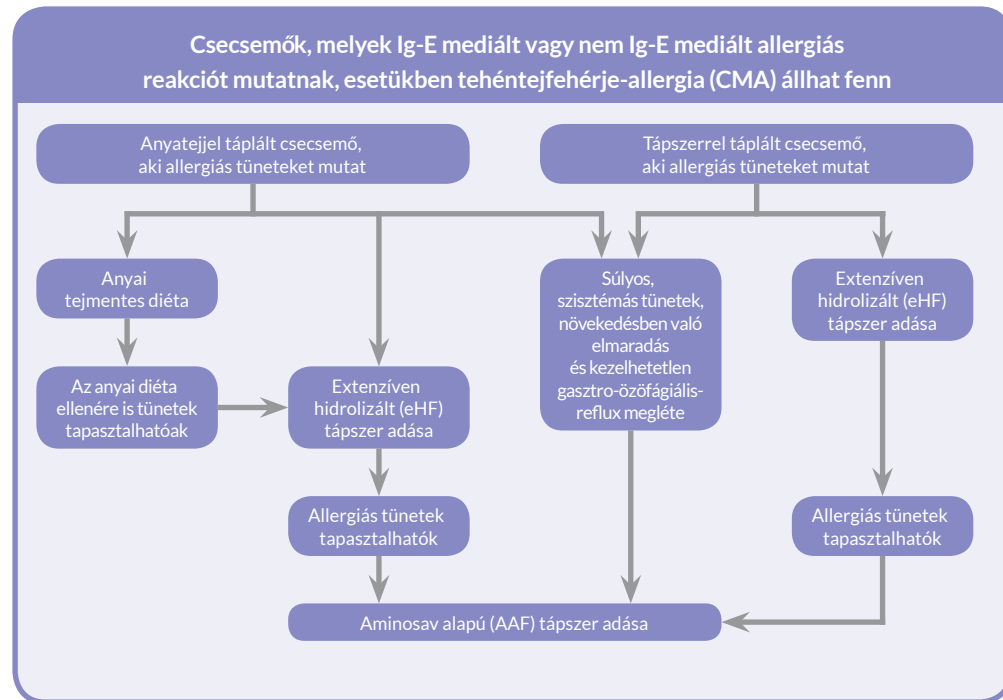 Csecsemők, melyek Ig-E mediált vagy nem Ig-E mediált allergiás
reakciót mutatnak, esetükben tehéntejfehérje-allergia (CMA) állhat fenn
Anyatejjel táplált csecsemő,
aki allergiás tüneteket mutat
Tápszerrel táplált csecsemő,
aki allergiás tüneteket mutat
Anyai
tejmentes diéta
Súlyos,
szisztémás tünetek,
növekedésben való
elmaradás
és kezelhetetlen
gasztro-özöfágiális-
reflux megléte
Extenzíven
hidrolizált (eHF)
tápszer adása
Az anyai diéta
ellenére is tünetek
tapasztalhatóak
Extenzíven
hidrolizált (eHF)
tápszer adása
Allergiás tünetek
tapasztalhatók
Allergiás tünetek
tapasztalhatók
Aminosav alapú (AAF) tápszer adása